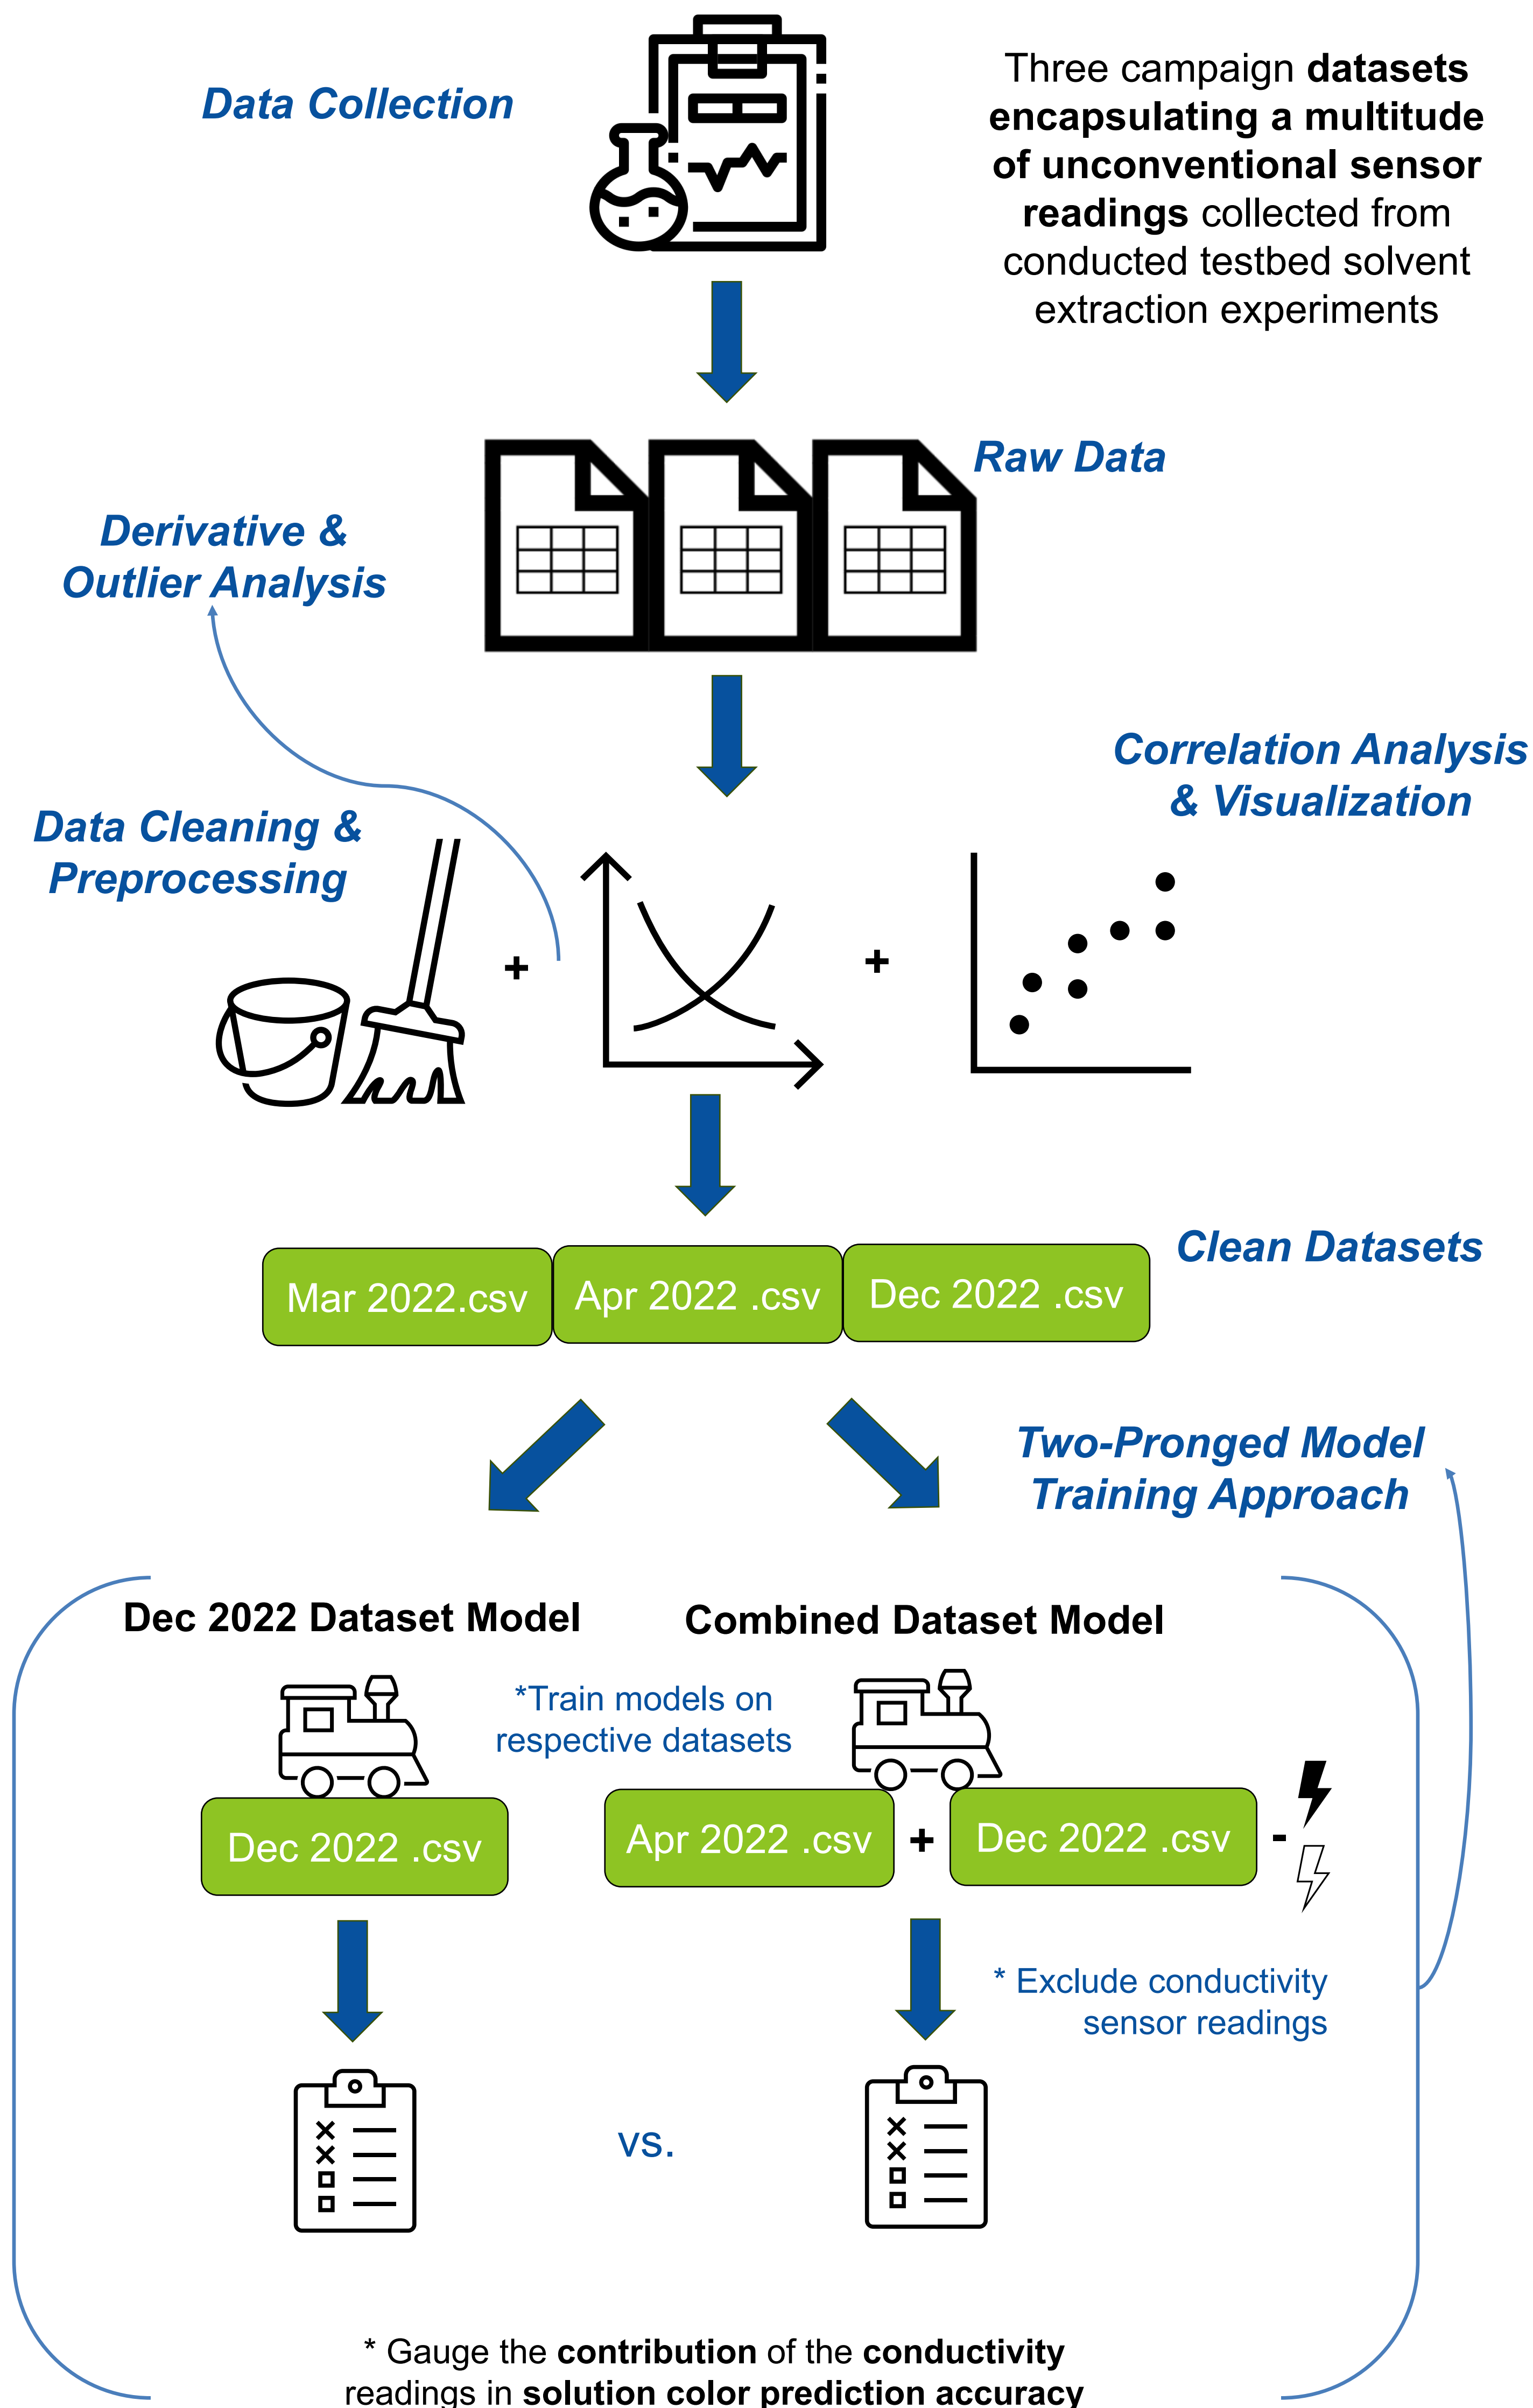 Data Collection
Three campaign datasets
encapsulating a multitude
of unconventional sensor
readings collected from
conducted testbed solvent
extraction experiments
Raw Data
Derivative &
Outlier Analysis
Correlation Analysis
& Visualization
Data Cleaning &
Preprocessing
+
+
Clean Datasets
Mar 2022.csv
Apr 2022 .csv
Dec 2022 .csv
Two-Pronged Model
Training Approach
Dec 2022 Dataset Model
Combined Dataset Model
*Train models on
respective datasets
Dec 2022 .csv
Apr 2022 .csv
+
Dec 2022 .csv
-
* Exclude conductivity
sensor readings
vs.
* Gauge the contribution of the conductivity
readings in solution color prediction accuracy